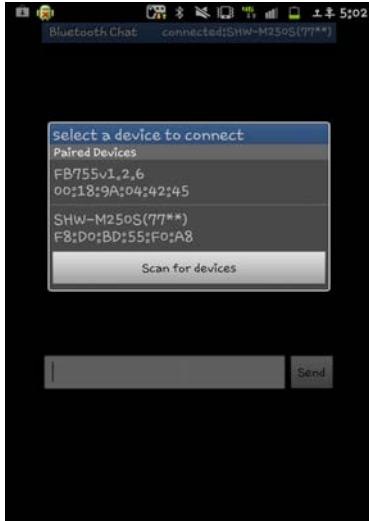 오후 5:02
Bluetooth Chat connected:SHW-M250S(77**)
select a device to connect
Paired Devices
FB755v1.2.6
00:18:9A:04:42:45
SHW-M250S(77**)
F8:D0:BD:55:F0:A8
Scan for devices
Send